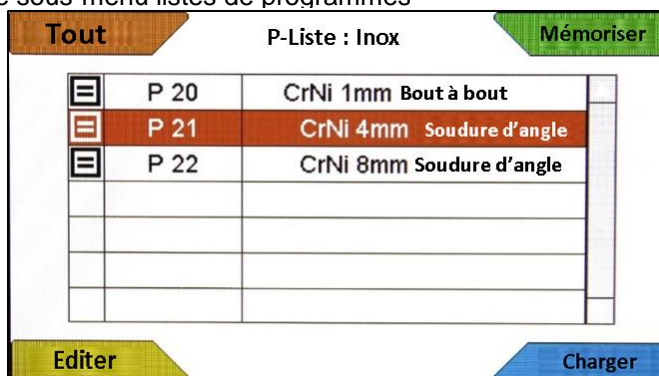 sous menu listes de programmes
Tout P-Liste : Inox Mémoriser
P 20 CrNi 1mm Bout à bout
P 21 CrNi 4mm Soudure d'angle
P 22 CrNi 8mm Soudure d'angle
Editer Charger